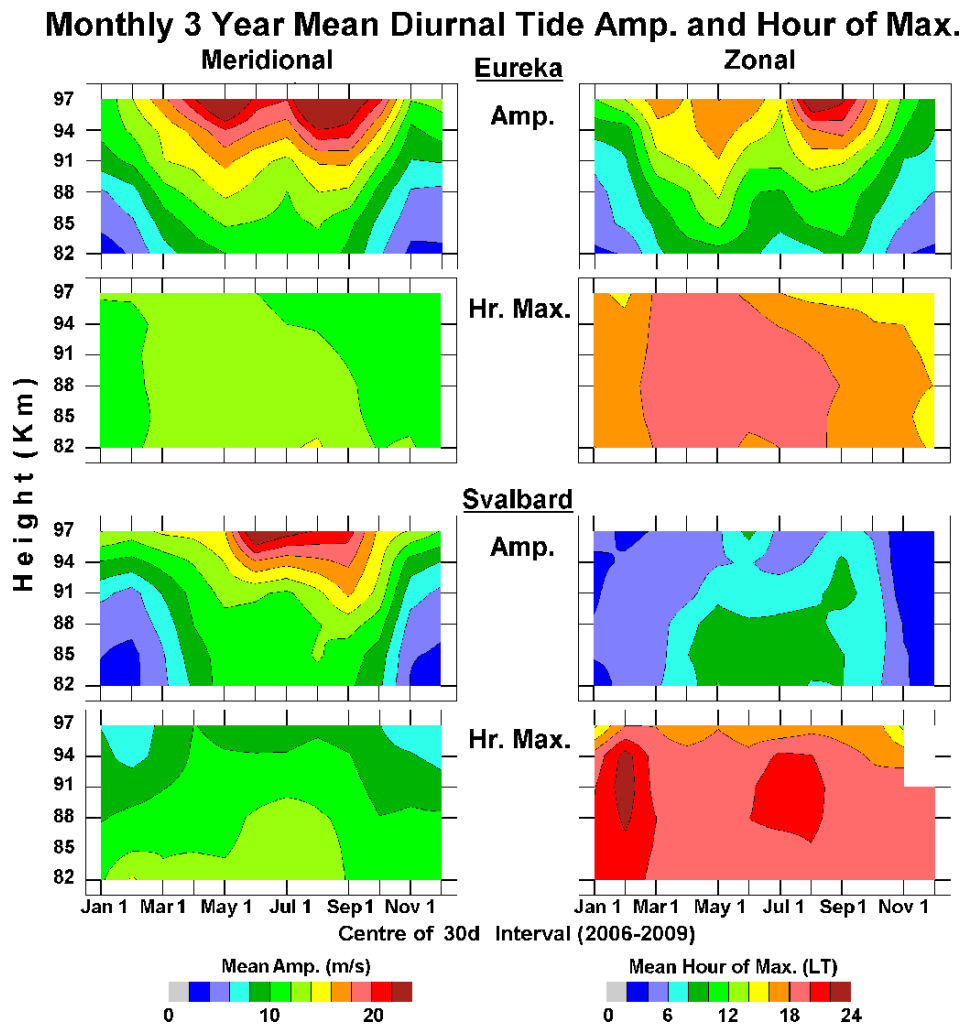 Monthly 3 Year Mean Diurnal Tide Amp. and Hour of Max.
Meridional Eureka Zonal
Amp.
97
94
91
88
85
82
Hr. Max.
97
94
91
88
85
82
Height (Km)
Svalbard
Amp.
97
94
91
88
85
82
Hr. Max.
97
94
91
88
85
82
Jan 1 Mar 1 May 1 Jul 1 Sep 1 Nov 1 Jan 1 Mar 1 May 1 Jul 1 Sep 1 Nov 1
Centre of 30d Interval (2006-2009)
Mean Amp. (m/s) Mean Hour of Max. (LT)
0 10 20 0 6 12 18 24